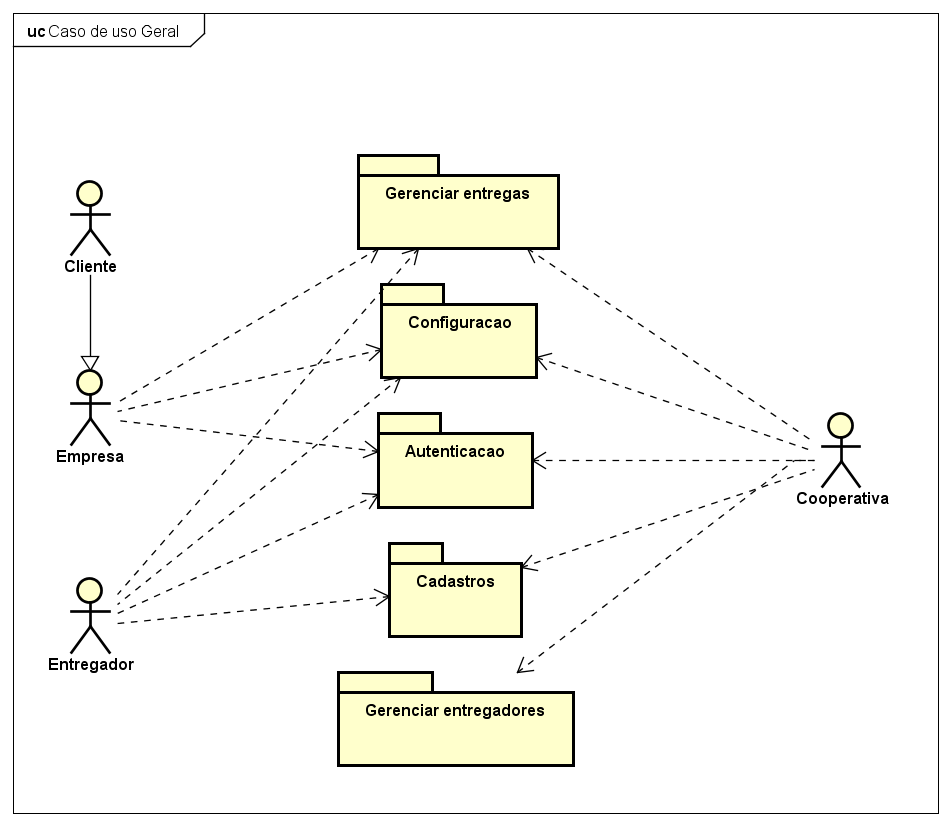 uc Caso de uso Geral
Gerenciar entregas
Cliente
Configuracao
Empresa
Autenticacao
Cooperativa
Cadastros
Entregador
Gerenciar entregadores